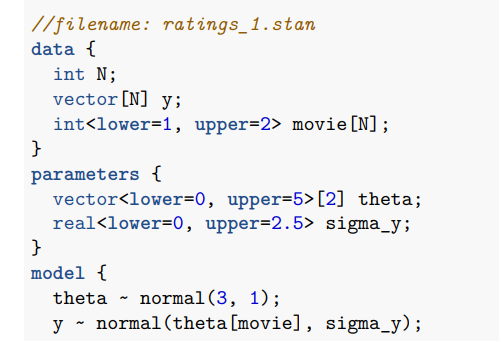 //filename: ratings_1.stan
data {
  int N;
  vector[N] y;
  int<lower=1, upper=2> movie[N];
}
parameters {
  vector<lower=0, upper=5>[2] theta;
  real<lower=0, upper=2.5> sigma_y;
}
model {
  theta ~ normal(3, 1);
  y ~ normal(theta[movie], sigma_y);